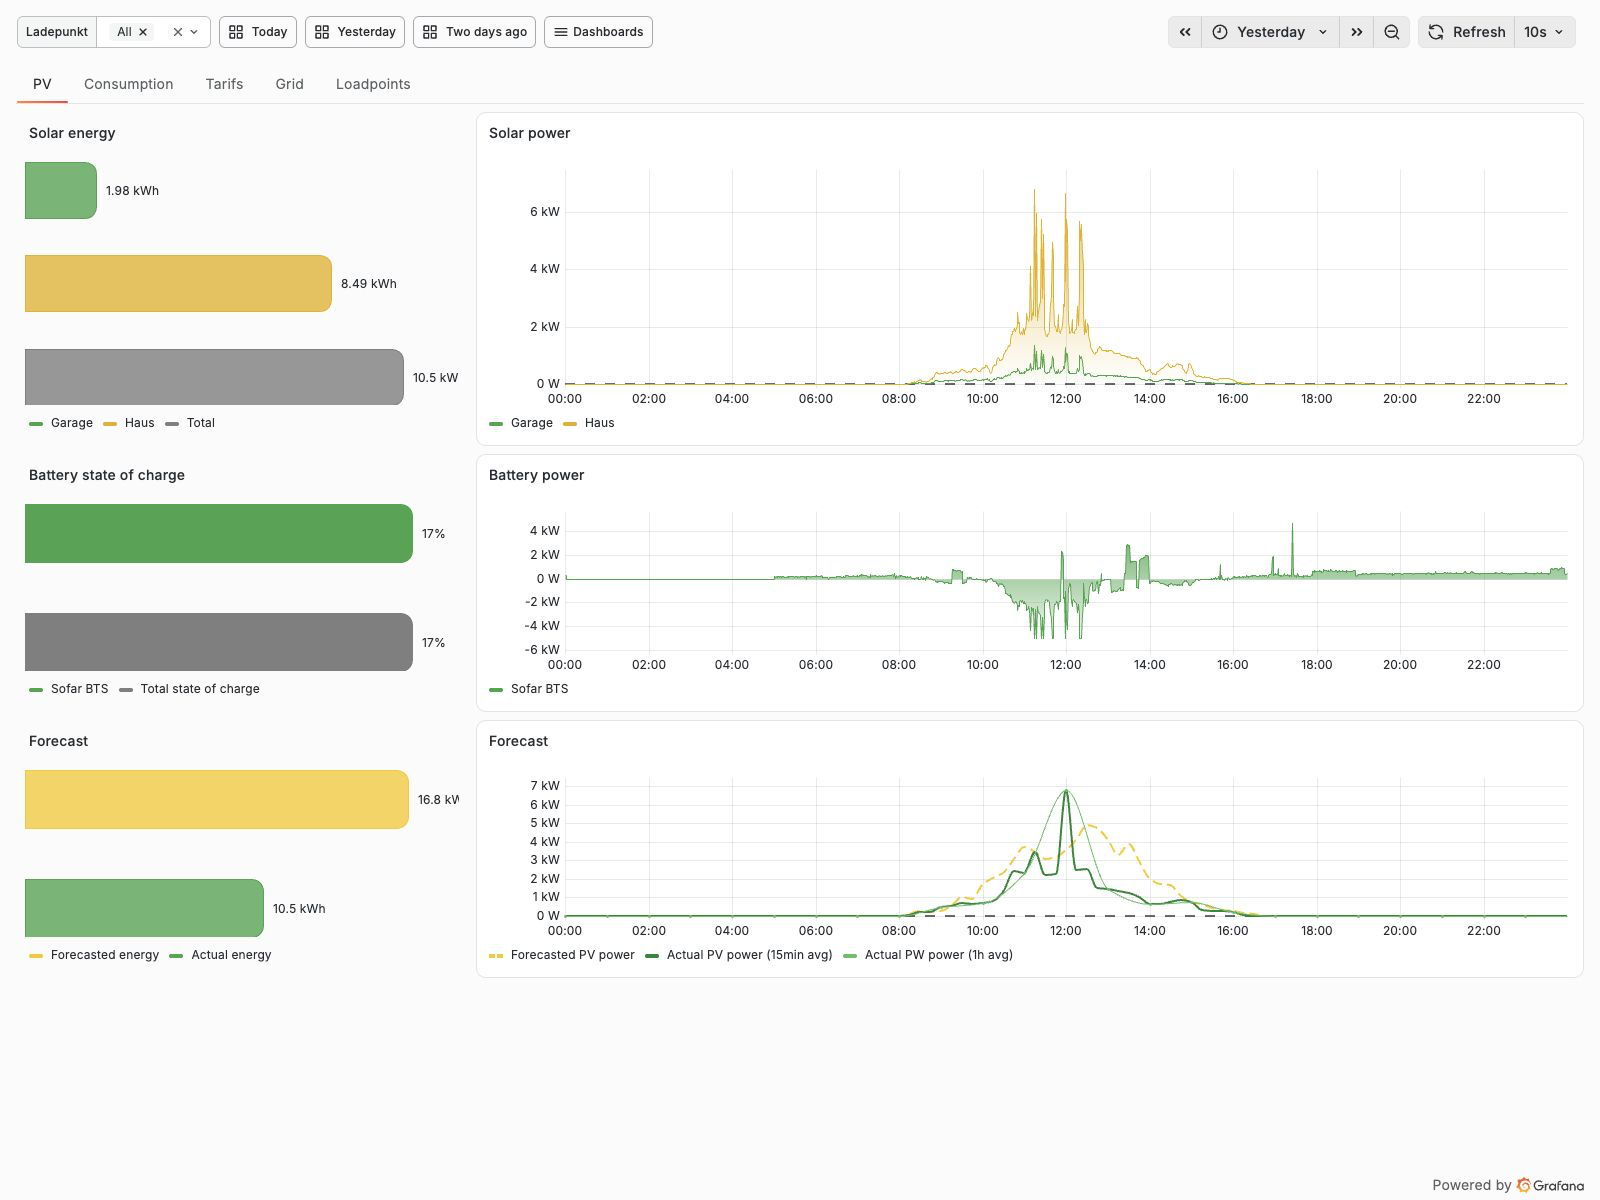 Ladepunkt All Today Yesterday Two days ago Dashboards Yesterday Refresh 10s
PV Consumption Tarifs Grid Loadpoints
Solar energy
1.98 kWh
8.49 kWh
10.5 kW
Garage Haus Total
Solar power
6 kW
4 kW
2 kW
0 W
00:00 02:00 04:00 06:00 08:00 10:00 12:00 14:00 16:00 18:00 20:00 22:00
Garage Haus
Battery state of charge
17%
17%
Sofar BTS Total state of charge
Battery power
4 kW
2 kW
0 W
-2 kW
-4 kW
-6 kW
00:00 02:00 04:00 06:00 08:00 10:00 12:00 14:00 16:00 18:00 20:00 22:00
Sofar BTS
Forecast
16.8 kW
10.5 kWh
Forecasted energy Actual energy
Forecast
7 kW
6 kW
5 kW
4 kW
3 kW
2 kW
1 kW
0 W
00:00 02:00 04:00 06:00 08:00 10:00 12:00 14:00 16:00 18:00 20:00 22:00
Forecasted PV power Actual PV power (15min avg) Actual PW power (1h avg)
Powered by Grafana